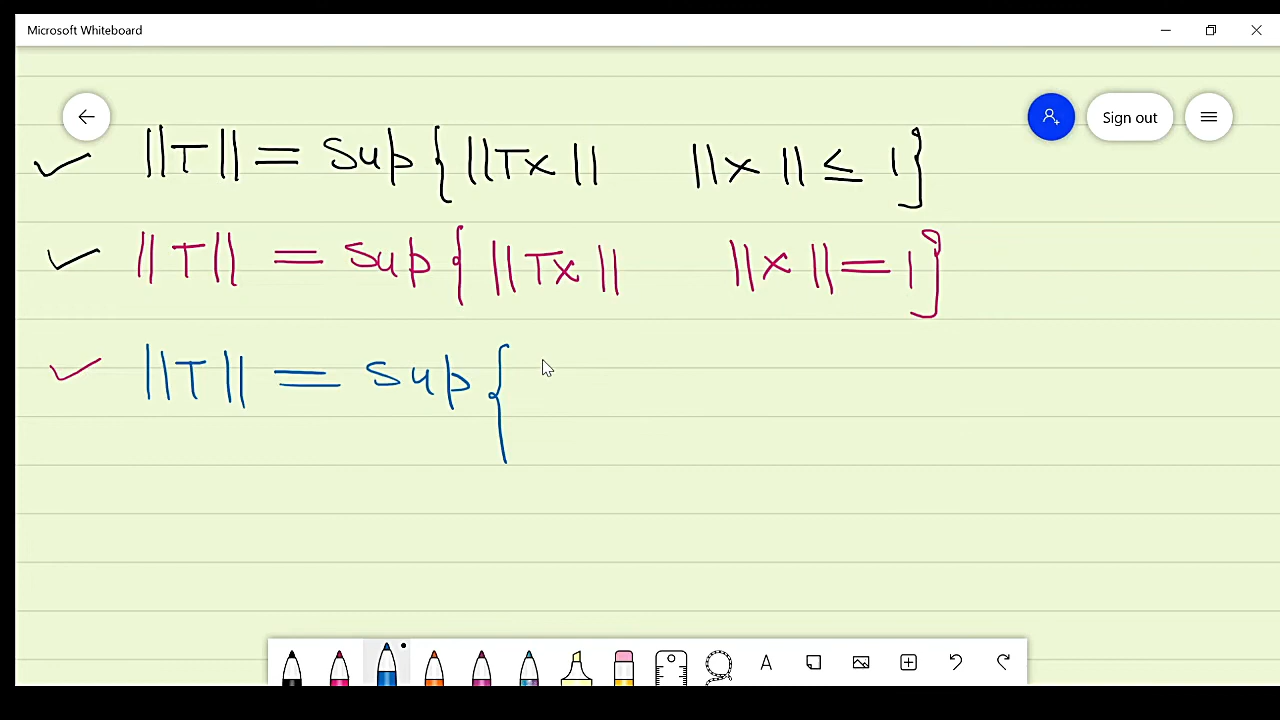 Microsoft Whiteboard
Sign out
||T|| = Sup{||Tx|| ||x|| ≤ 1}
||T|| = Sup{||Tx|| ||x|| = 1}
||T|| = Sup{
A